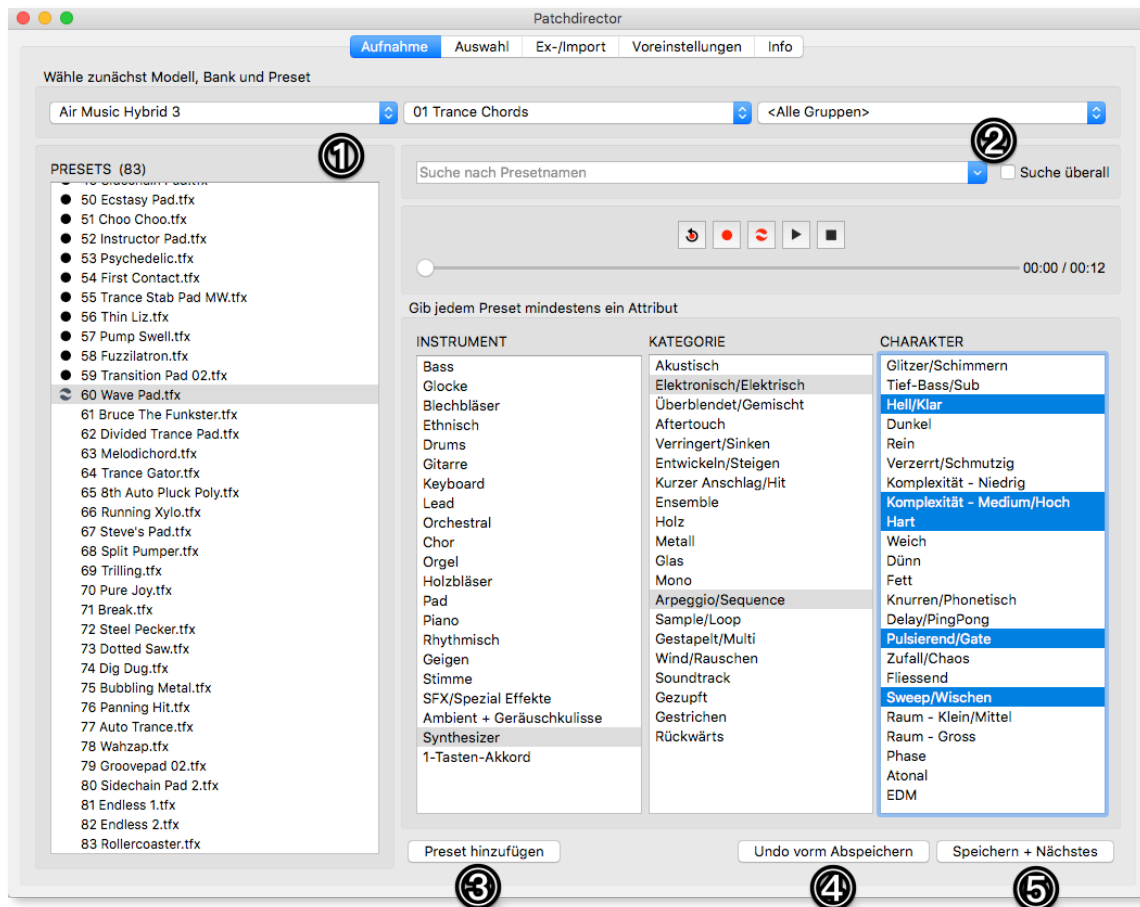 Patchdirector
Aufnahme Auswahl Ex-/Import Voreinstellungen Info
Wähle zunächst Modell, Bank und Preset
Air Music Hybrid 3 01 Trance Chords <Alle Gruppen>
1
2
PRESETS (83)
Suche nach Presetnamen Suche überall
50 Ecstasy Pad.tfx
51 Choo Choo.tfx
52 Instructor Pad.tfx
53 Psychedelic.tfx
54 First Contact.tfx
55 Trance Stab Pad MW.tfx
56 Thin Liz.tfx
57 Pump Swell.tfx
58 Fuzzilatron.tfx
59 Transition Pad 02.tfx
60 Wave Pad.tfx
61 Bruce The Funkster.tfx
62 Divided Trance Pad.tfx
63 Melodichord.tfx
64 Trance Gator.tfx
65 8th Auto Pluck Poly.tfx
66 Running Xylo.tfx
67 Steve's Pad.tfx
68 Split Pumper.tfx
69 Trilling.tfx
70 Pure Joy.tfx
71 Break.tfx
72 Steel Pecker.tfx
73 Dotted Saw.tfx
74 Dig Dug.tfx
75 Bubbling Metal.tfx
76 Panning Hit.tfx
77 Auto Trance.tfx
78 Wahzap.tfx
79 Groovepad 02.tfx
80 Sidechain Pad 2.tfx
81 Endless 1.tfx
82 Endless 2.tfx
83 Rollercoaster.tfx
00:00 / 00:12
Gib jedem Preset mindestens ein Attribut
INSTRUMENT
Bass
Glocke
Blechbläser
Ethnisch
Drums
Gitarre
Keyboard
Lead
Orchestral
Chor
Orgel
Holzbläser
Pad
Piano
Rhythmisch
Geigen
Stimme
SFX/Spezial Effekte
Ambient + Geräuschkulisse
Synthesizer
1-Tasten-Akkord
KATEGORIE
Akustisch
Elektronisch/Elektrisch
Überblendet/Gemischt
Aftertouch
Verringert/Sinken
Entwickeln/Steigen
Kurzer Anschlag/Hit
Ensemble
Holz
Metall
Glas
Mono
Arpeggio/Sequence
Sample/Loop
Gestapelt/Multi
Wind/Rauschen
Soundtrack
Gezupft
Gestrichen
Rückwärts
CHARAKTER
Glitzer/Schimmern
Tief-Bass/Sub
Hell/Klar
Dunkel
Rein
Verzerrt/Schmutzig
Komplexität - Niedrig
Komplexität - Medium/Hoch
Hart
Weich
Dünn
Fett
Knurren/Phonetisch
Delay/PingPong
Pulsierend/Gate
Zufall/Chaos
Fliessend
Sweep/Wischen
Raum - Klein/Mittel
Raum - Gross
Phase
Atonal
EDM
Preset hinzufügen Undo vorm Abspeichern Speichern + Nächstes
3 4 5